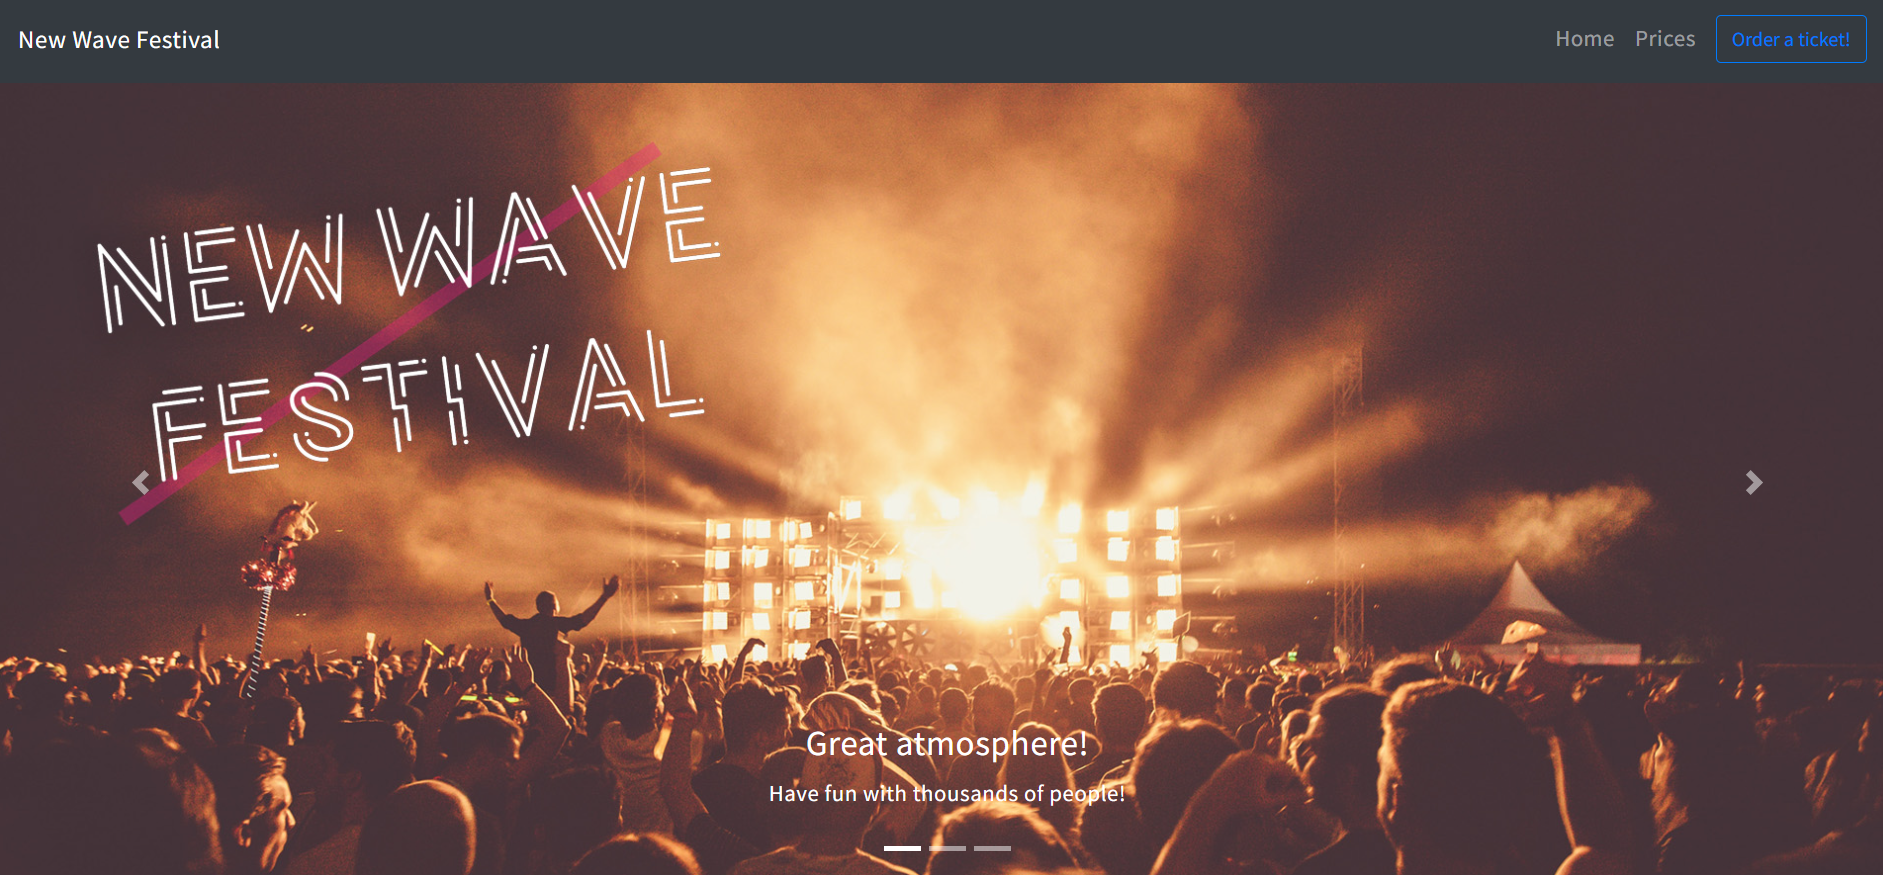 New Wave Festival
Home Prices Order a ticket!
NEW WAVE
FESTIVAL
Great atmosphere!
Have fun with thousands of people!